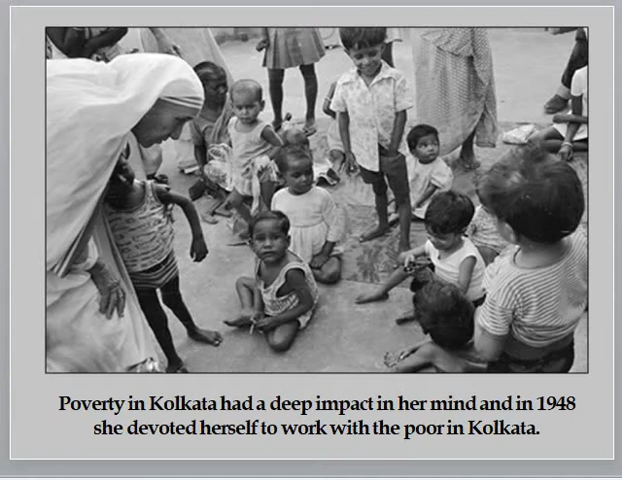 Poverty in Kolkata had a deep impact in her mind and in 1948
she devoted herself to work with the poor in Kolkata.